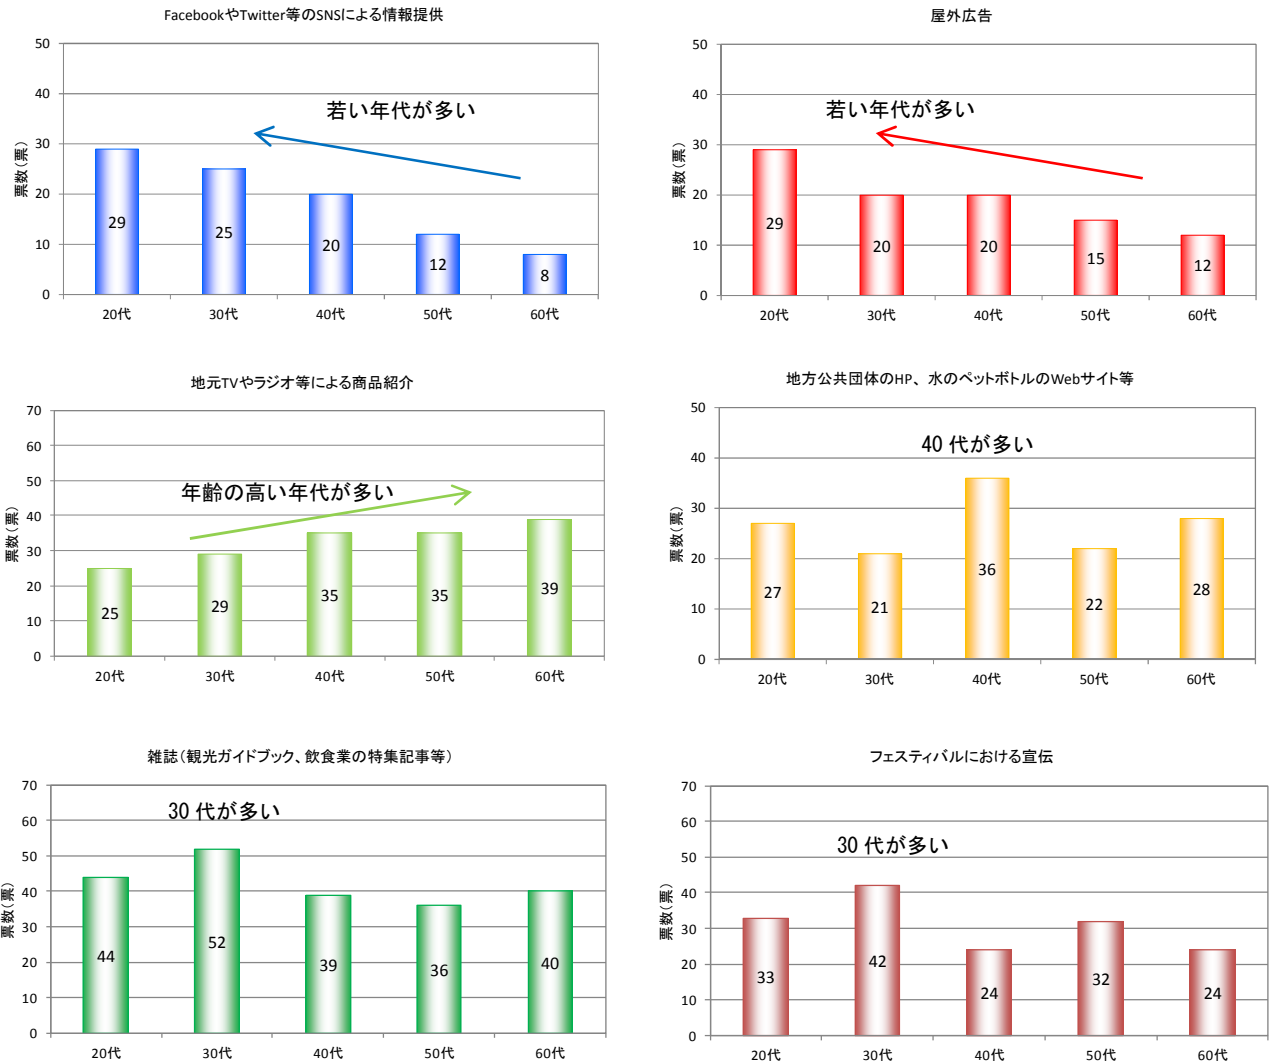 FacebookやTwitter等のSNSによる情報提供
50
40
30
20
10
0
票数(票)
若い年代が多い
29
25
20
12
8
20代
30代
40代
50代
60代
屋外広告
50
40
30
20
10
0
票数(票)
若い年代が多い
29
20
20
15
12
20代
30代
40代
50代
60代
地元TVやラジオ等による商品紹介
70
60
50
40
30
20
10
0
票数(票)
年齢の高い年代が多い
25
29
35
35
39
20代
30代
40代
50代
60代
地方公共団体のHP、水のペットボトルのWebサイト等
50
40
30
20
10
0
票数(票)
40 代が多い
27
21
36
22
28
20代
30代
40代
50代
60代
雑誌(観光ガイドブック、飲食業の特集記事等)
70
60
50
40
30
20
10
0
票数(票)
30 代が多い
44
52
39
36
40
20代
30代
40代
50代
60代
フェスティバルにおける宣伝
70
60
50
40
30
20
10
0
票数(票)
30 代が多い
33
42
24
32
24
20代
30代
40代
50代
60代